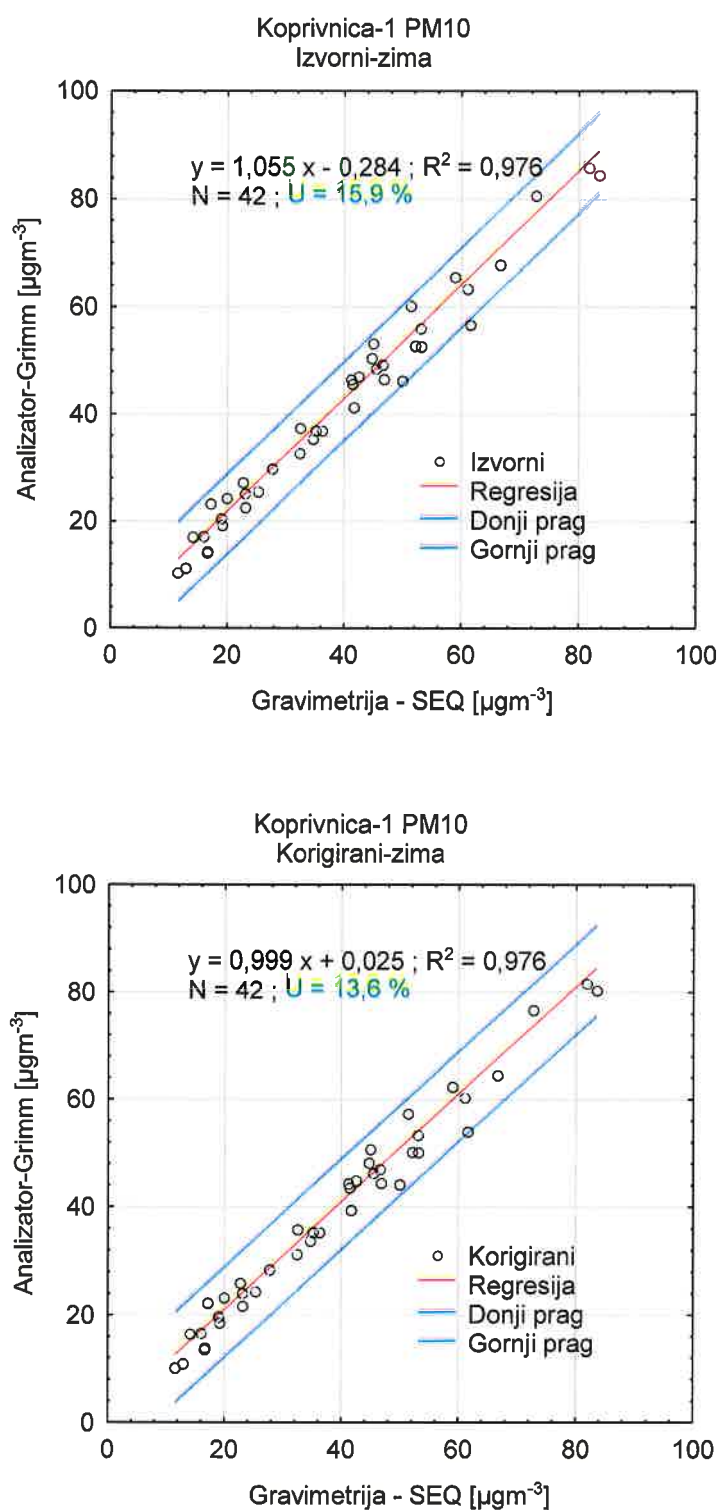 Koprivnica-1 PM10
Izvorni-zima
100
80
60
40
20
0
Analizator-Grimm [µgm-3]
y = 1,055 x - 0,284 ; R2 = 0,976
N = 42 ; U = 15,9 %
Izvorni
Regresija
Donji prag
Gornji prag
0 20 40 60 80 100
Gravimetrija - SEQ [µgm-3]
Koprivnica-1 PM10
Korigirani-zima
100
80
60
40
20
0
Analizator-Grimm [µgm-3]
y = 0,999 x + 0,025 ; R2 = 0,976
N = 42 ; U = 13,6 %
Korigirani
Regresija
Donji prag
Gornji prag
0 20 40 60 80 100
Gravimetrija - SEQ [µgm-3]